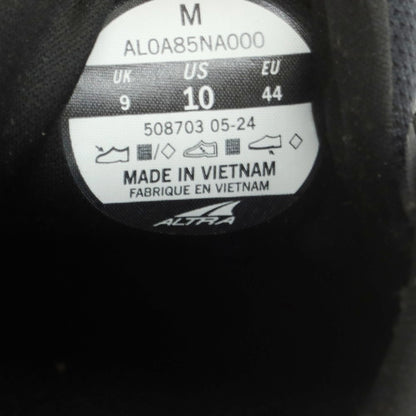 M
AL0A85NA000
UK US EU
9 10 44
508703 05-24
MADE IN VIETNAM
FABRIQUE EN VIETNAM
ALTRA